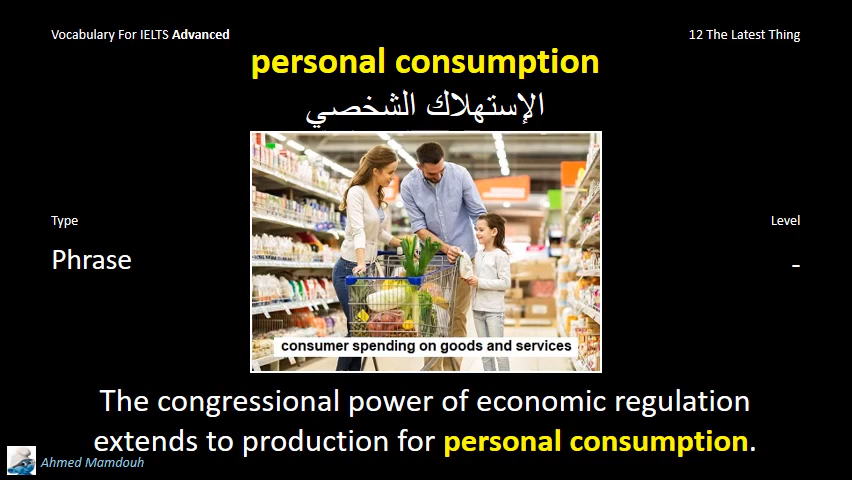 Vocabulary For IELTS Advanced
12 The Latest Thing
personal consumption
الإستهلاك الشخصي
Type
Level
Phrase
-
consumer spending on goods and services
The congressional power of economic regulation
extends to production for personal consumption.
Ahmed Mamdouh